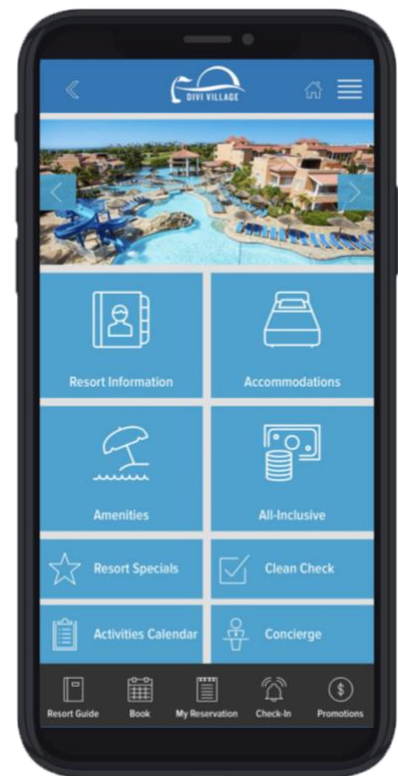 DIVI VILLAGE
Resort Information
Accommodations
Amenities
All-Inclusive
Resort Specials
Clean Check
Activities Calendar
Concierge
Resort Guide
Book
My Reservation
Check-In
$
Promotions